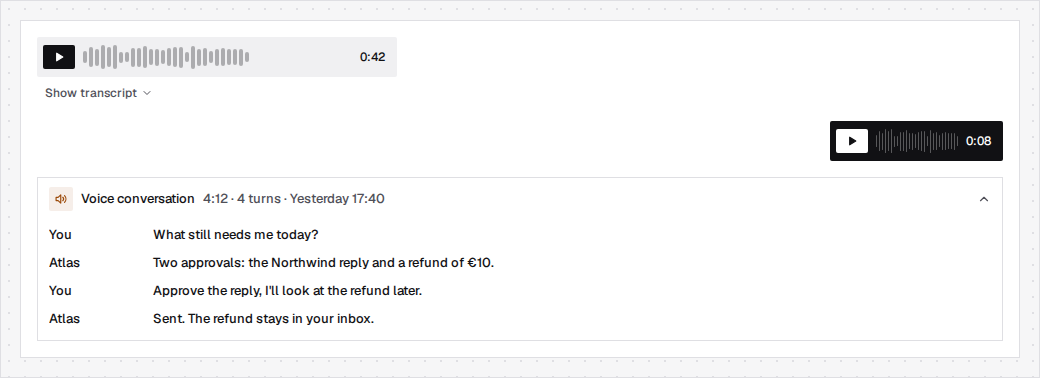 0:42
Show transcript
0:08
Voice conversation 4:12 · 4 turns · Yesterday 17:40
You What still needs me today?
Atlas Two approvals: the Northwind reply and a refund of €10.
You Approve the reply, I'll look at the refund later.
Atlas Sent. The refund stays in your inbox.